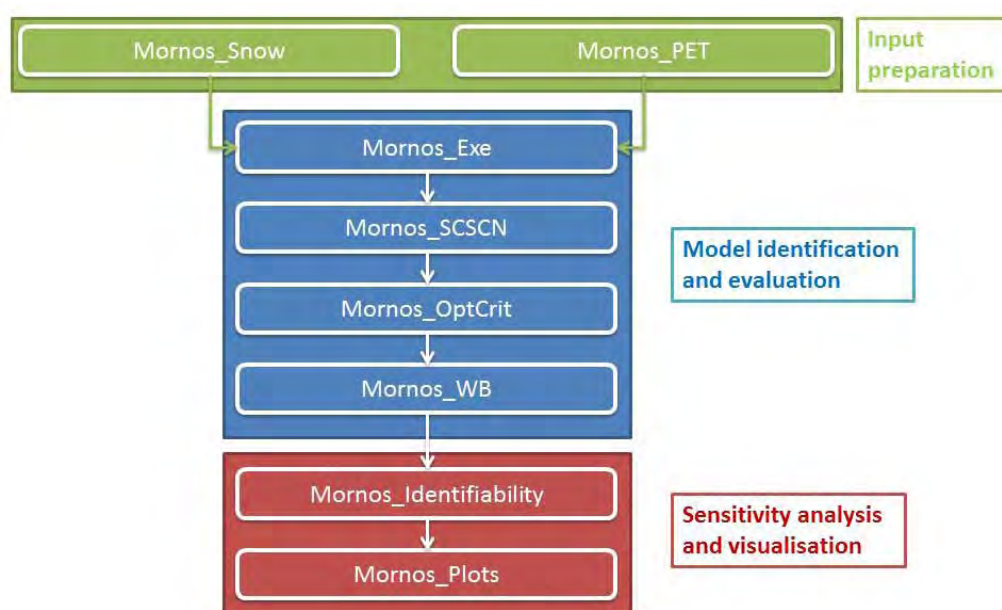 Mornos_Snow
Mornos_PET
Input
preparation
Mornos_Exe
Mornos_SCSCN
Mornos_OptCrit
Mornos_WB
Model identification
and evaluation
Mornos_Identifiability
Mornos_Plots
Sensitivity analysis
and visualisation